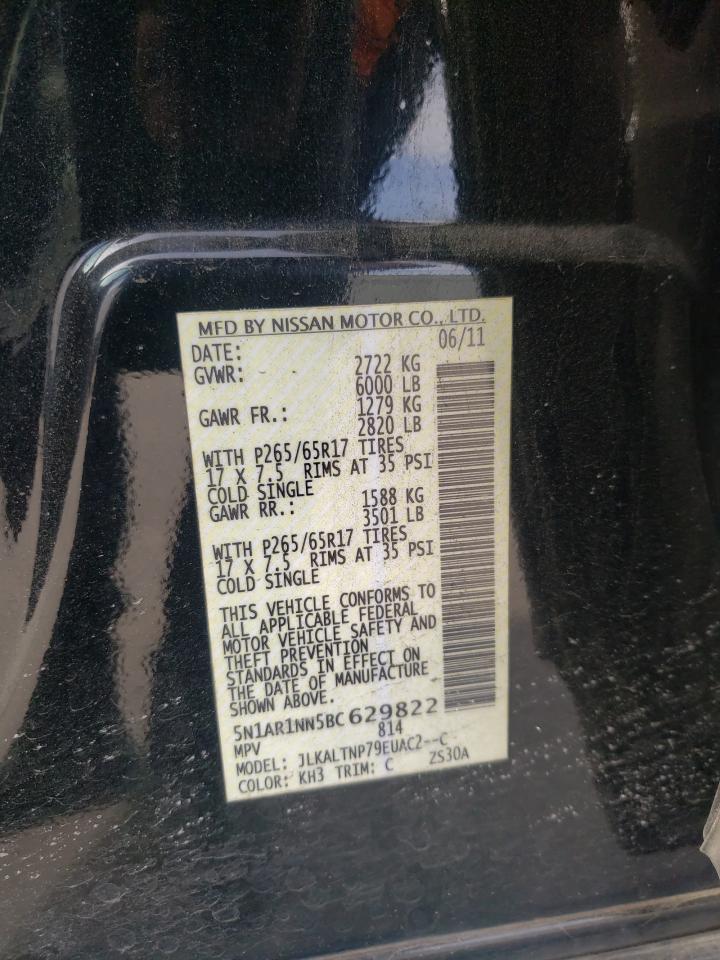 MFD BY NISSAN MOTOR CO., LTD.
DATE: 06/11
GVWR: 2722 KG
6000 LB
GAWR FR.: 1279 KG
2820 LB
WITH P265/65R17 TIRES
17 X 7.5 RIMS AT 35 PSI
COLD SINGLE
GAWR RR.: 1588 KG
3501 LB
WITH P265/65R17 TIRES
17 X 7.5 RIMS AT 35 PSI
COLD SINGLE
THIS VEHICLE CONFORMS TO
ALL APPLICABLE FEDERAL
MOTOR VEHICLE SAFETY AND
THEFT PREVENTION
STANDARDS IN EFFECT ON
THE DATE OF MANUFACTURE
SHOWN ABOVE.
5N1AR1NN5BC 629822
MPV 814
MODEL: JLKALTNP79EUAC2--C
COLOR: KH3 TRIM: C ZS30A